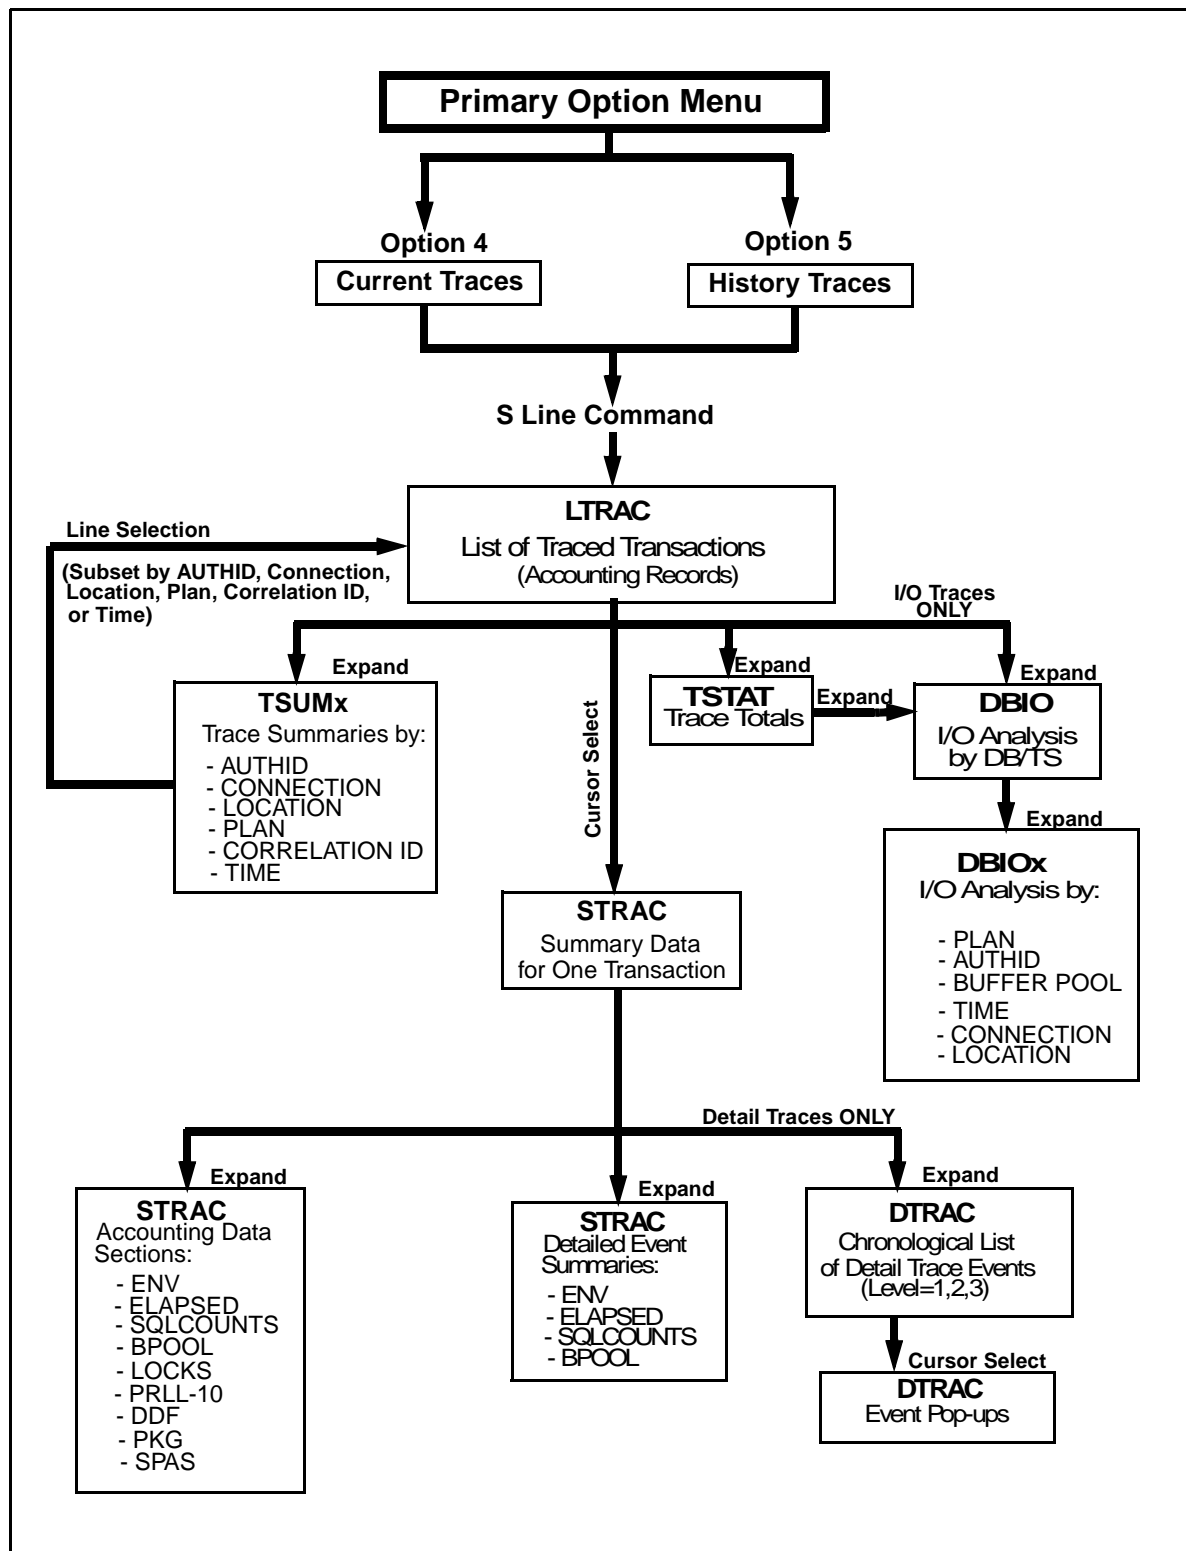 Primary Option Menu
Option 4
Current Traces
Option 5
History Traces
S Line Command
LTRAC
List of Traced Transactions
(Accounting Records)
Line Selection
(Subset by AUTHID, Connection,
Location, Plan, Correlation ID,
or Time)
I/O Traces
ONLY
Expand
TSUMx
Trace Summaries by:
- AUTHID
- CONNECTION
- LOCATION
- PLAN
- CORRELATION ID
- TIME
Cursor Select
Expand
TSTAT
Trace Totals
Expand
Expand
DBIO
I/O Analysis
by DB/TS
Expand
DBIOx
I/O Analysis by:
- PLAN
- AUTHID
- BUFFER POOL
- TIME
- CONNECTION
- LOCATION
STRAC
Summary Data
for One Transaction
Detail Traces ONLY
Expand
STRAC
Accounting Data
Sections:
- ENV
- ELAPSED
- SQLCOUNTS
- BPOOL
- LOCKS
- PRLL-10
- DDF
- PKG
- SPAS
Expand
STRAC
Detailed Event
Summaries:
- ENV
- ELAPSED
- SQLCOUNTS
- BPOOL
Expand
DTRAC
Chronological List
of Detail Trace Events
(Level=1,2,3)
Cursor Select
DTRAC
Event Pop-ups